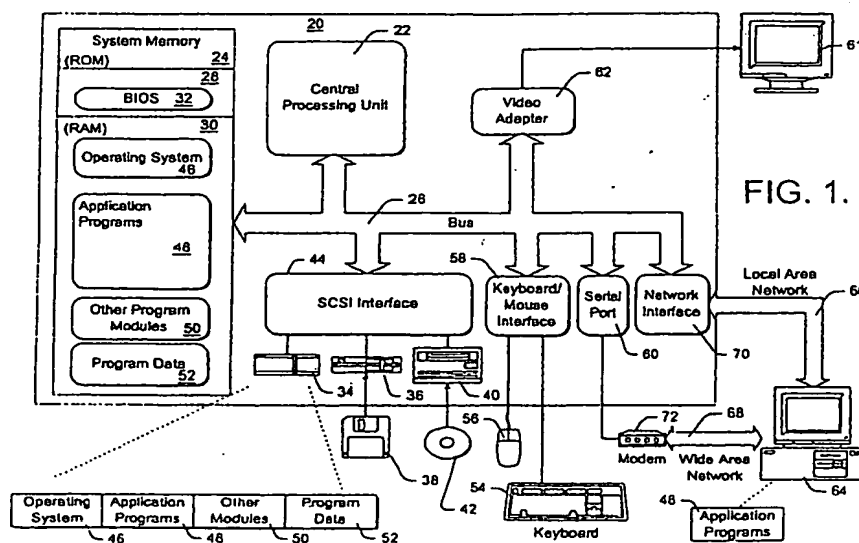 System Memory
(ROM) 24
28
BIOS 32
(RAM) 30
Operating System 46
Application Programs 48
Other Program Modules 50
Program Data 52
20
22
Central Processing Unit
62
Video Adapter
61
26
Bus
FIG. 1.
44
SCSI Interface
58
Keyboard/ Mouse Interface
Serial Port
60
Network Interface
70
Local Area Network
66
34
36
40
38
42
56
72
Modem
68
Wide Area Network
64
54
Keyboard
Operating System
Application Programs
Other Modules
Program Data
46
48
50
52
48
Application Programs